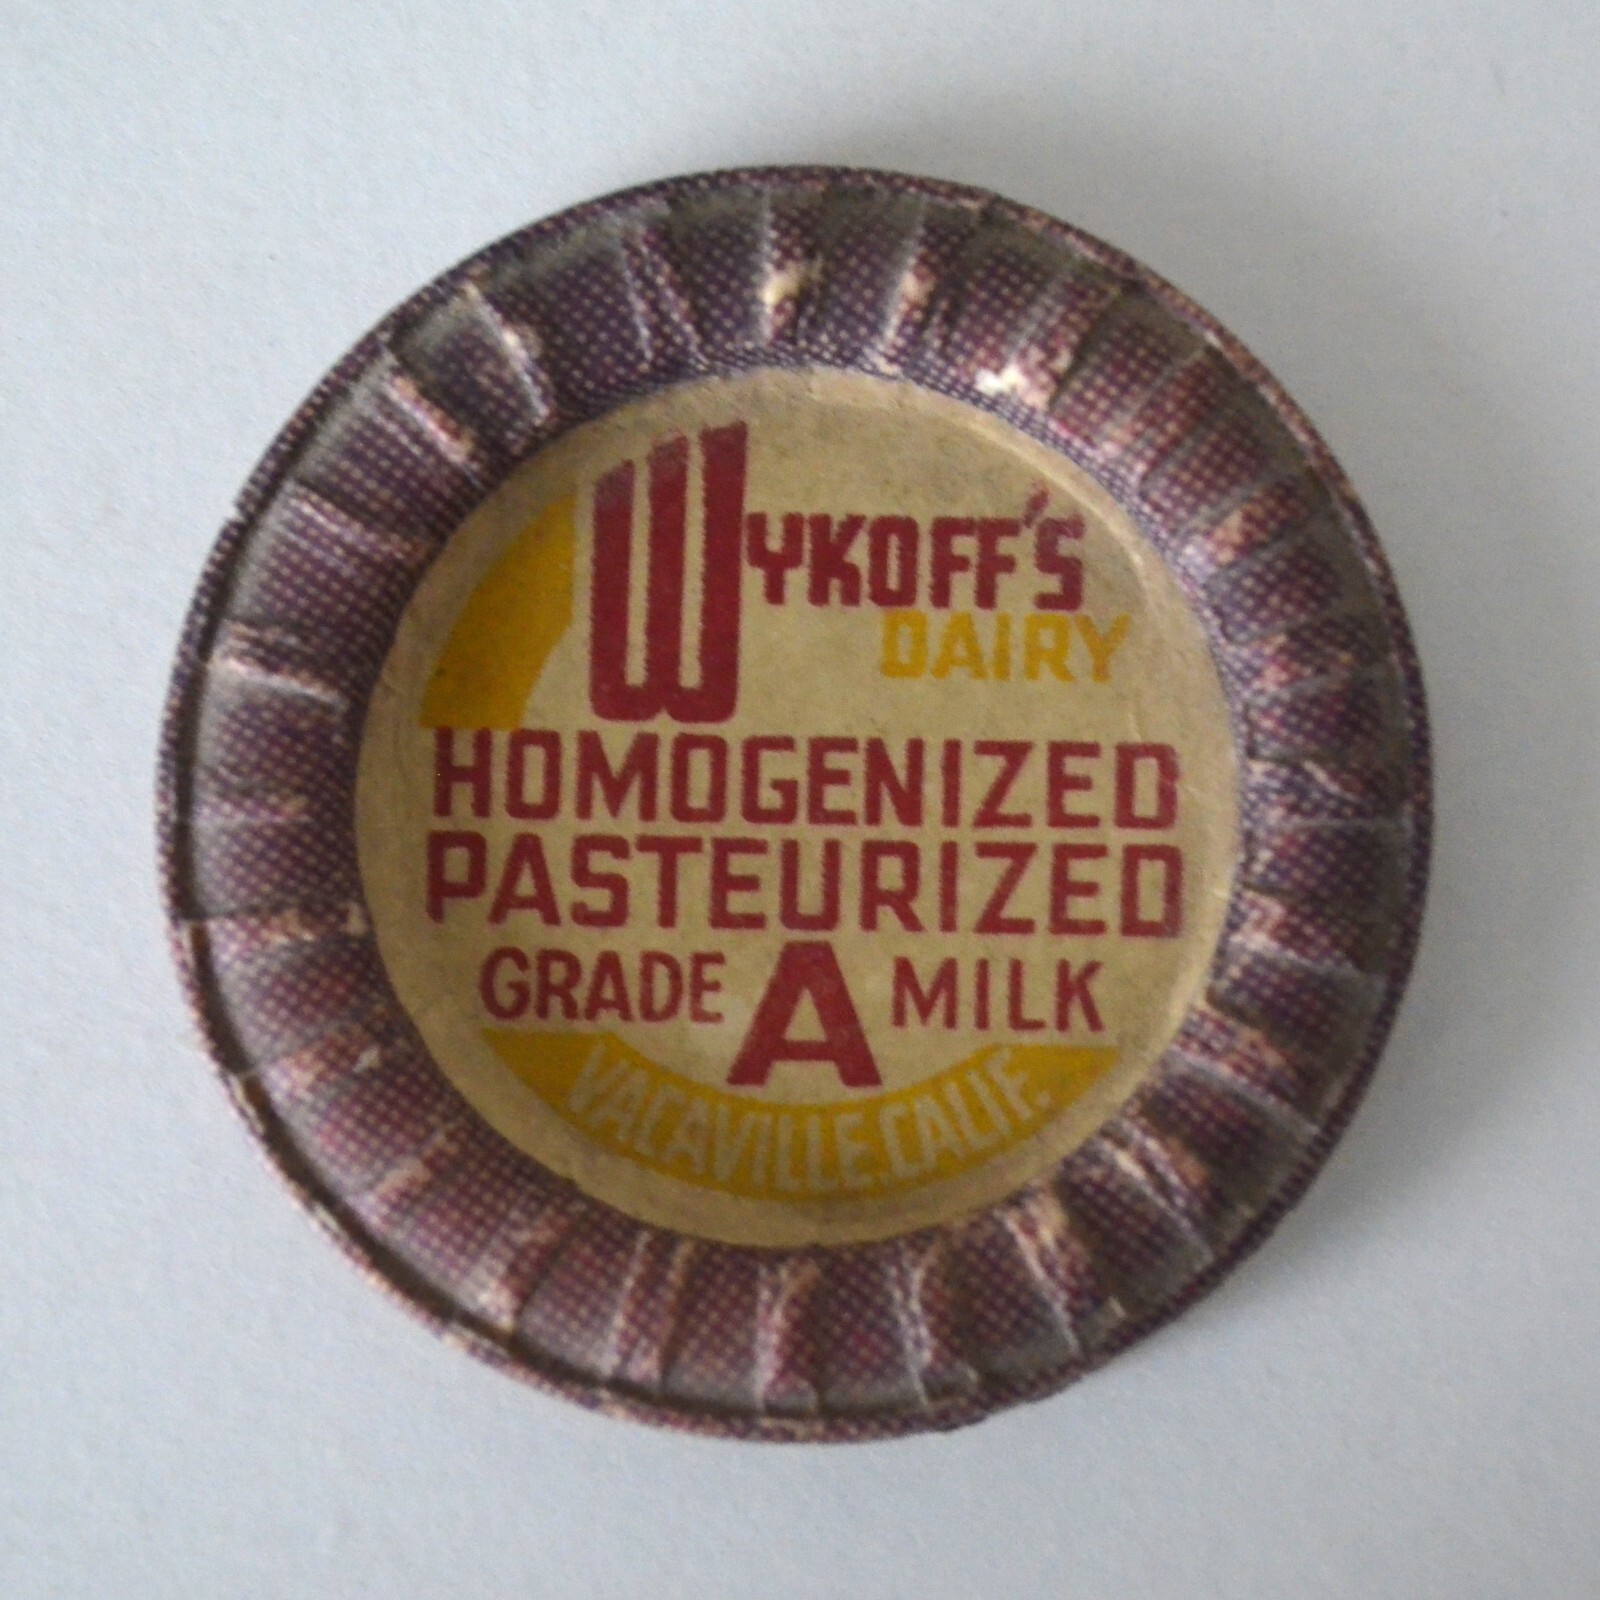 WYKOFF'S
DAIRY
HOMOGENIZED
PASTEURIZED
GRADE A MILK
VACAVILLE, CALIF.